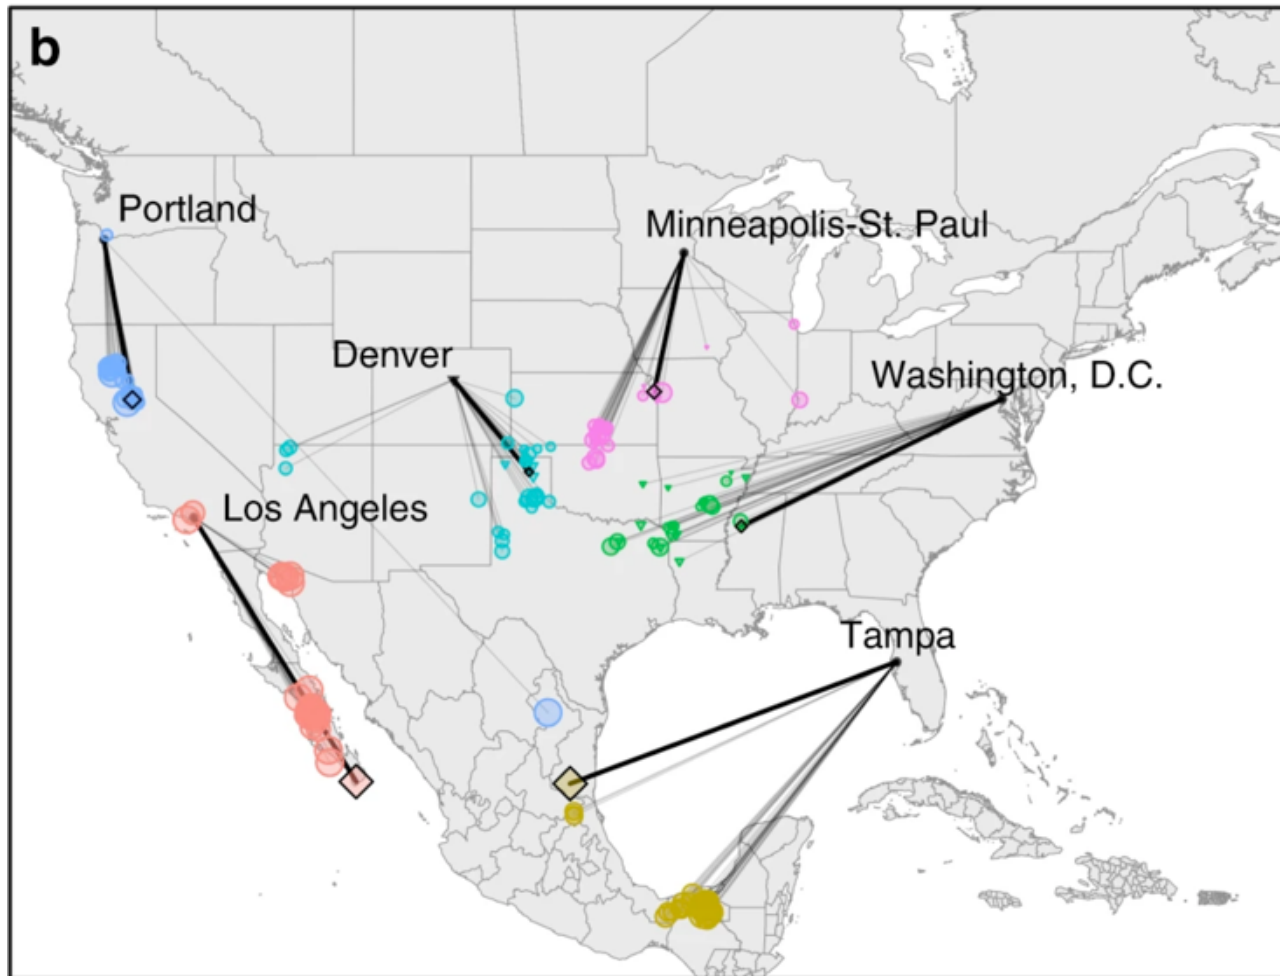 b
Portland
Minneapolis-St. Paul
Denver
Washington, D.C.
Los Angeles
Tampa